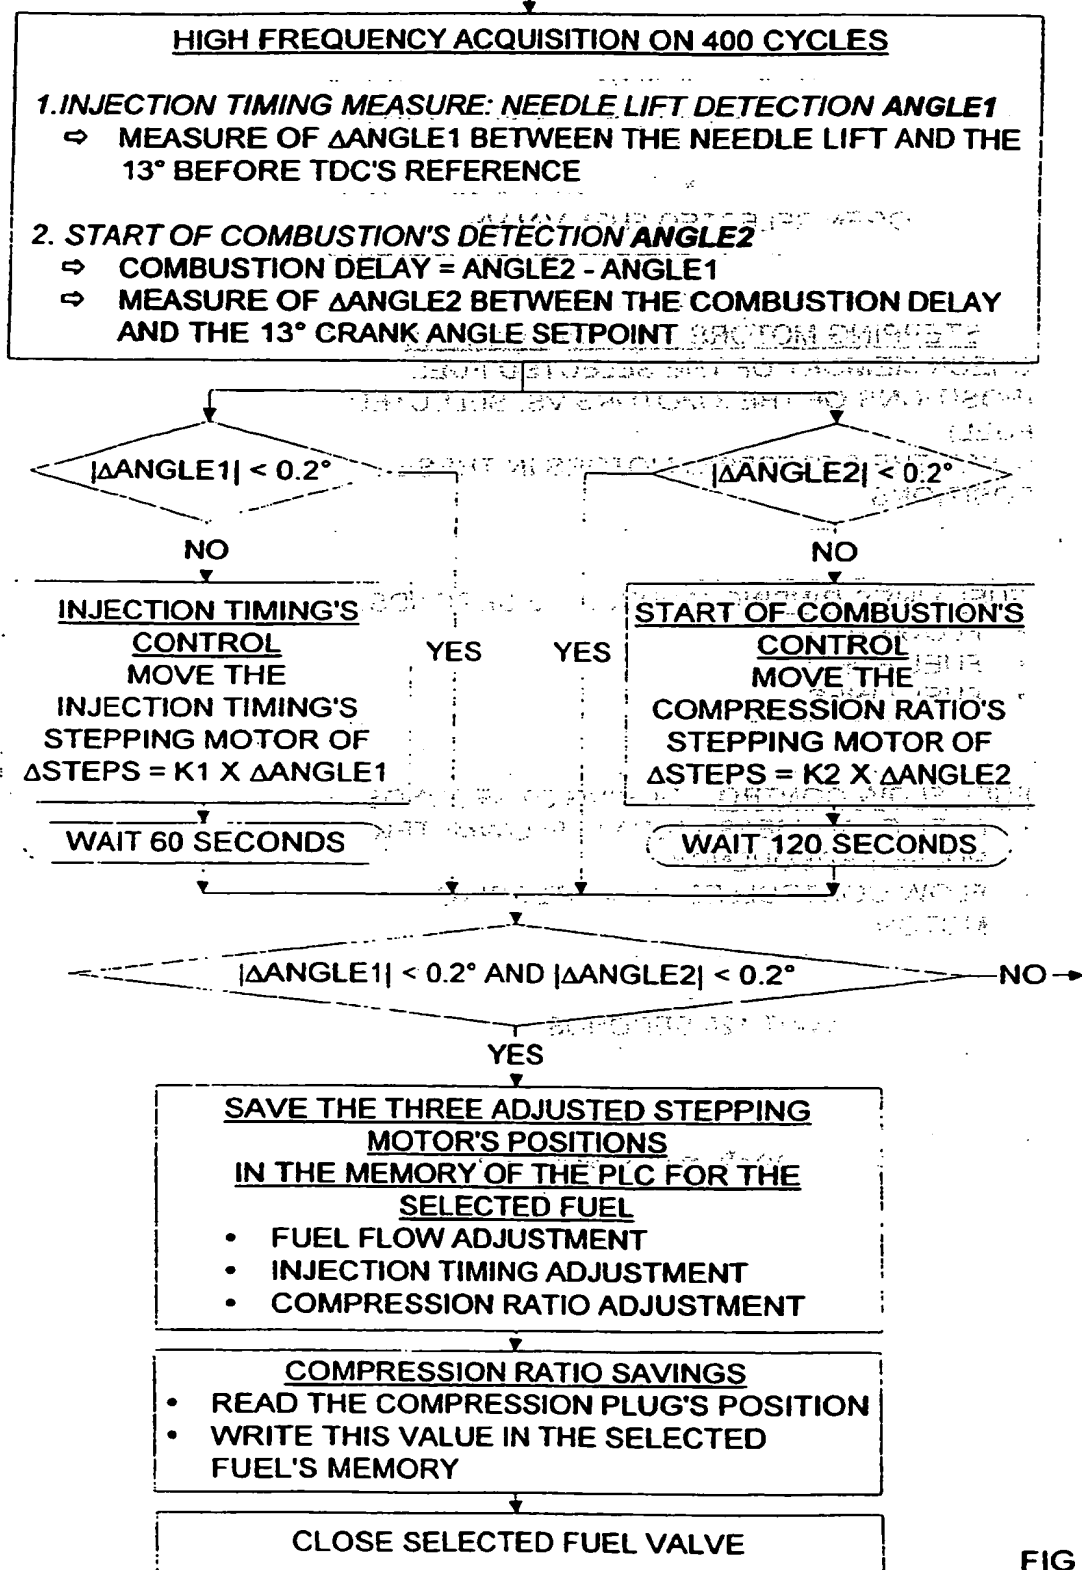 HIGH FREQUENCY ACQUISITION ON 400 CYCLES
1.INJECTION TIMING MEASURE: NEEDLE LIFT DETECTION ANGLE1
⇨ MEASURE OF ΔANGLE1 BETWEEN THE NEEDLE LIFT AND THE
13° BEFORE TDC'S REFERENCE
2. START OF COMBUSTION'S DETECTION ANGLE2
⇨ COMBUSTION DELAY = ANGLE2 - ANGLE1
⇨ MEASURE OF ΔANGLE2 BETWEEN THE COMBUSTION DELAY
AND THE 13° CRANK ANGLE SETPOINT
|ΔANGLE1| < 0.2°
|ΔANGLE2| < 0.2°
NO
NO
INJECTION TIMING'S
CONTROL
MOVE THE
INJECTION TIMING'S
STEPPING MOTOR OF
ΔSTEPS = K1 X ΔANGLE1
YES
YES
START OF COMBUSTION'S
CONTROL
MOVE THE
COMPRESSION RATIO'S
STEPPING MOTOR OF
ΔSTEPS = K2 X ΔANGLE2
WAIT 60 SECONDS
WAIT 120 SECONDS
|ΔANGLE1| < 0.2° AND |ΔANGLE2| < 0.2°
NO
YES
SAVE THE THREE ADJUSTED STEPPING
MOTOR'S POSITIONS
IN THE MEMORY OF THE PLC FOR THE
SELECTED FUEL
• FUEL FLOW ADJUSTMENT
• INJECTION TIMING ADJUSTMENT
• COMPRESSION RATIO ADJUSTMENT
COMPRESSION RATIO SAVINGS
• READ THE COMPRESSION PLUG'S POSITION
• WRITE THIS VALUE IN THE SELECTED
FUEL'S MEMORY
CLOSE SELECTED FUEL VALVE
FIG